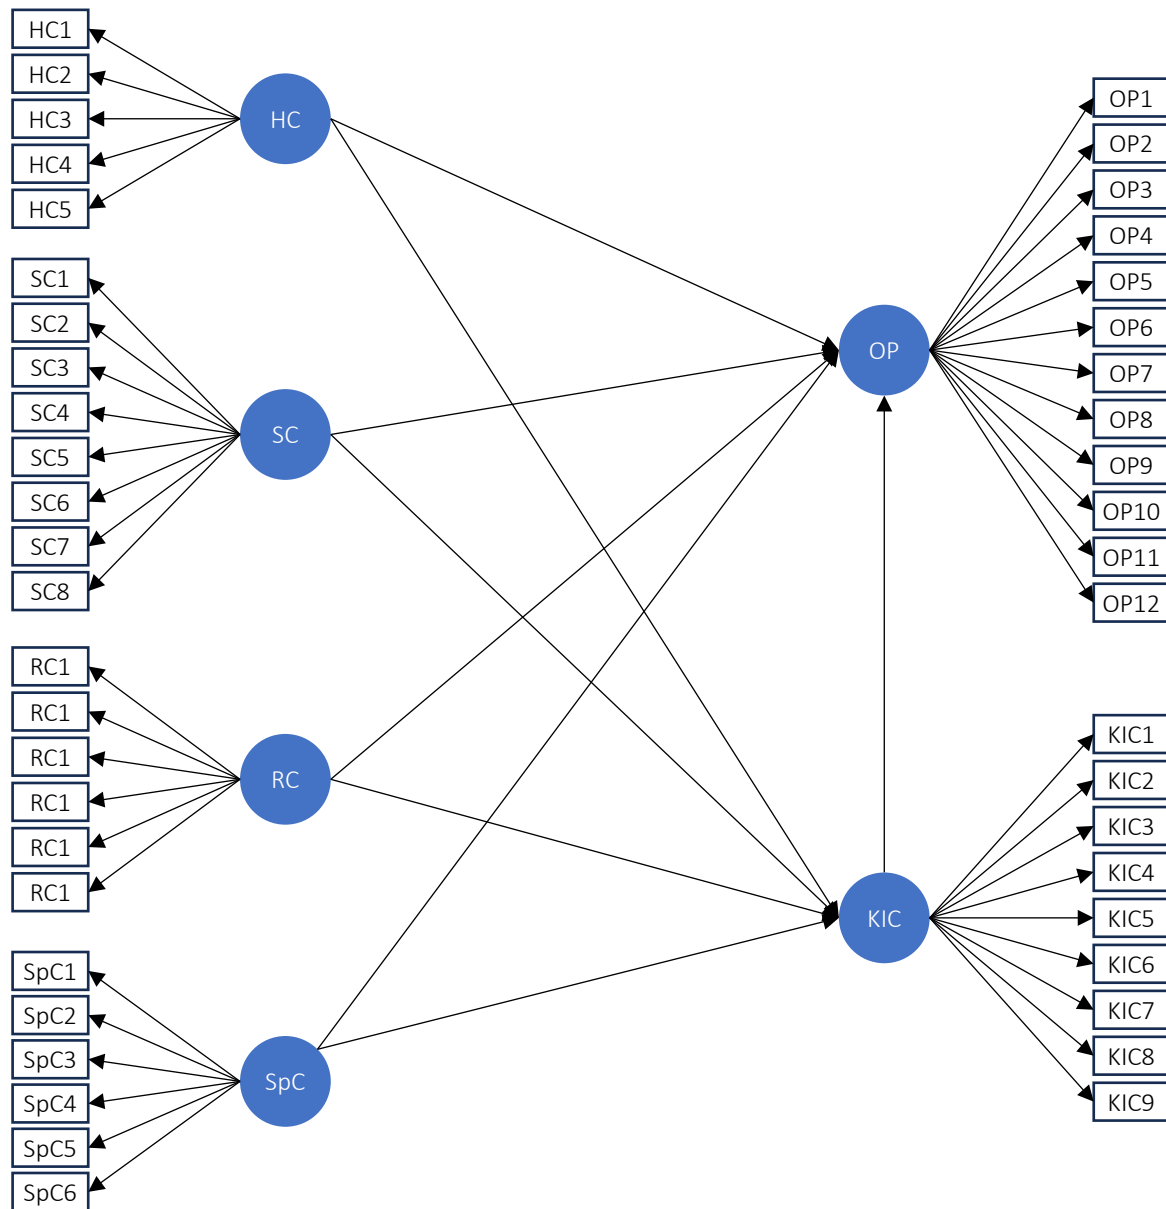 HC1
HC2
HC3
HC4
HC5
HC
SC1
SC2
SC3
SC4
SC5
SC6
SC7
SC8
SC
RC1
RC1
RC1
RC1
RC1
RC1
RC
SpC1
SpC2
SpC3
SpC4
SpC5
SpC6
SpC
OP
OP1
OP2
OP3
OP4
OP5
OP6
OP7
OP8
OP9
OP10
OP11
OP12
KIC
KIC1
KIC2
KIC3
KIC4
KIC5
KIC6
KIC7
KIC8
KIC9